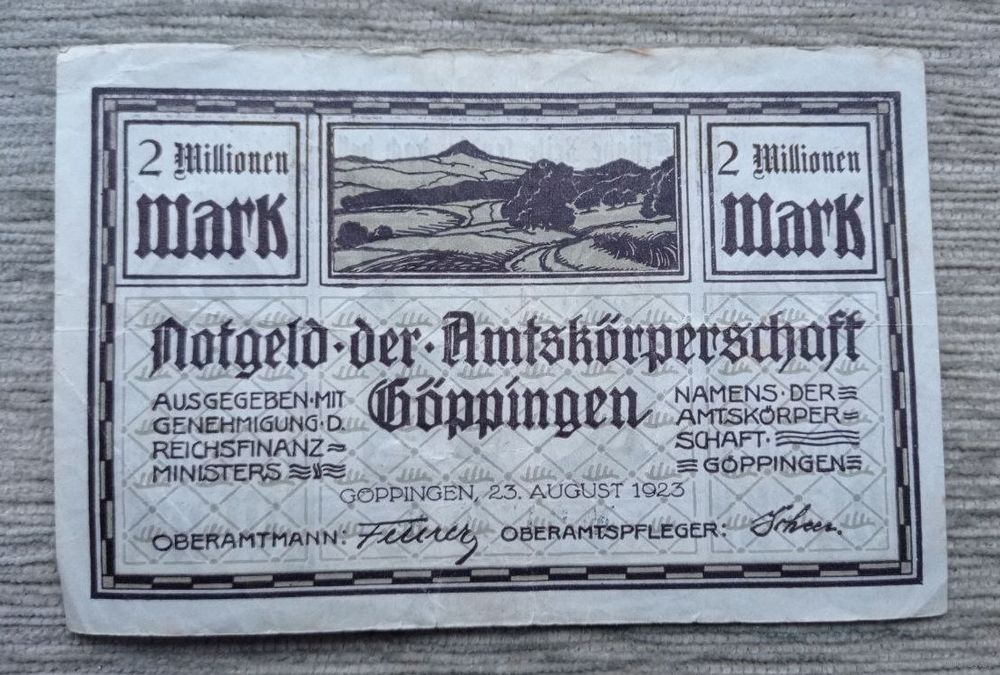 2 Millionen
Mark
2 Millionen
Mark
Notgeld·der·Amtskörperschaft
Göppingen
AUSGEGEBEN·MIT
GENEHMIGUNG·D.
REICHSFINANZ=
MINISTERS
NAMENS·DER
AMTSKÖRPER=
SCHAFT·
GÖPPINGEN
GÖPPINGEN, 23. AUGUST 1923
OBERAMTMANN:
OBERAMTSPFLEGER: